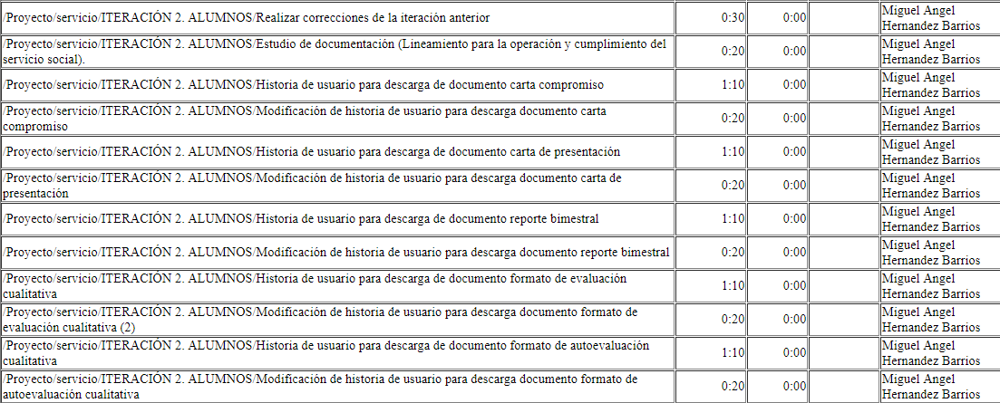 /Proyecto/servicio/ITERACIÓN 2. ALUMNOS/Realizar correcciones de la iteración anterior 0:30 0:00 Miguel Angel
Hernandez Barrios
/Proyecto/servicio/ITERACIÓN 2. ALUMNOS/Estudio de documentación (Lineamiento para la operación y cumplimiento del
servicio social). 0:20 0:00 Miguel Angel
Hernandez Barrios
/Proyecto/servicio/ITERACIÓN 2. ALUMNOS/Historia de usuario para descarga de documento carta compromiso 1:10 0:00 Miguel Angel
Hernandez Barrios
/Proyecto/servicio/ITERACIÓN 2. ALUMNOS/Modificación de historia de usuario para descarga documento carta
compromiso 0:20 0:00 Miguel Angel
Hernandez Barrios
/Proyecto/servicio/ITERACIÓN 2. ALUMNOS/Historia de usuario para descarga de documento carta de presentación 1:10 0:00 Miguel Angel
Hernandez Barrios
/Proyecto/servicio/ITERACIÓN 2. ALUMNOS/Modificación de historia de usuario para descarga documento carta de
presentación 0:20 0:00 Miguel Angel
Hernandez Barrios
/Proyecto/servicio/ITERACIÓN 2. ALUMNOS/Historia de usuario para descarga de documento reporte bimestral 1:10 0:00 Miguel Angel
Hernandez Barrios
/Proyecto/servicio/ITERACIÓN 2. ALUMNOS/Modificación de historia de usuario para descarga documento reporte bimestral 0:20 0:00 Miguel Angel
Hernandez Barrios
/Proyecto/servicio/ITERACIÓN 2. ALUMNOS/Historia de usuario para descarga de documento formato de evaluación
cualitativa 1:10 0:00 Miguel Angel
Hernandez Barrios
/Proyecto/servicio/ITERACIÓN 2. ALUMNOS/Modificación de historia de usuario para descarga documento formato de
evaluación cualitativa (2) 0:20 0:00 Miguel Angel
Hernandez Barrios
/Proyecto/servicio/ITERACIÓN 2. ALUMNOS/Historia de usuario para descarga de documento formato de autoevaluación
cualitativa 1:10 0:00 Miguel Angel
Hernandez Barrios
/Proyecto/servicio/ITERACIÓN 2. ALUMNOS/Modificación de historia de usuario para descarga documento formato de
autoevaluación cualitativa 0:20 0:00 Miguel Angel
Hernandez Barrios